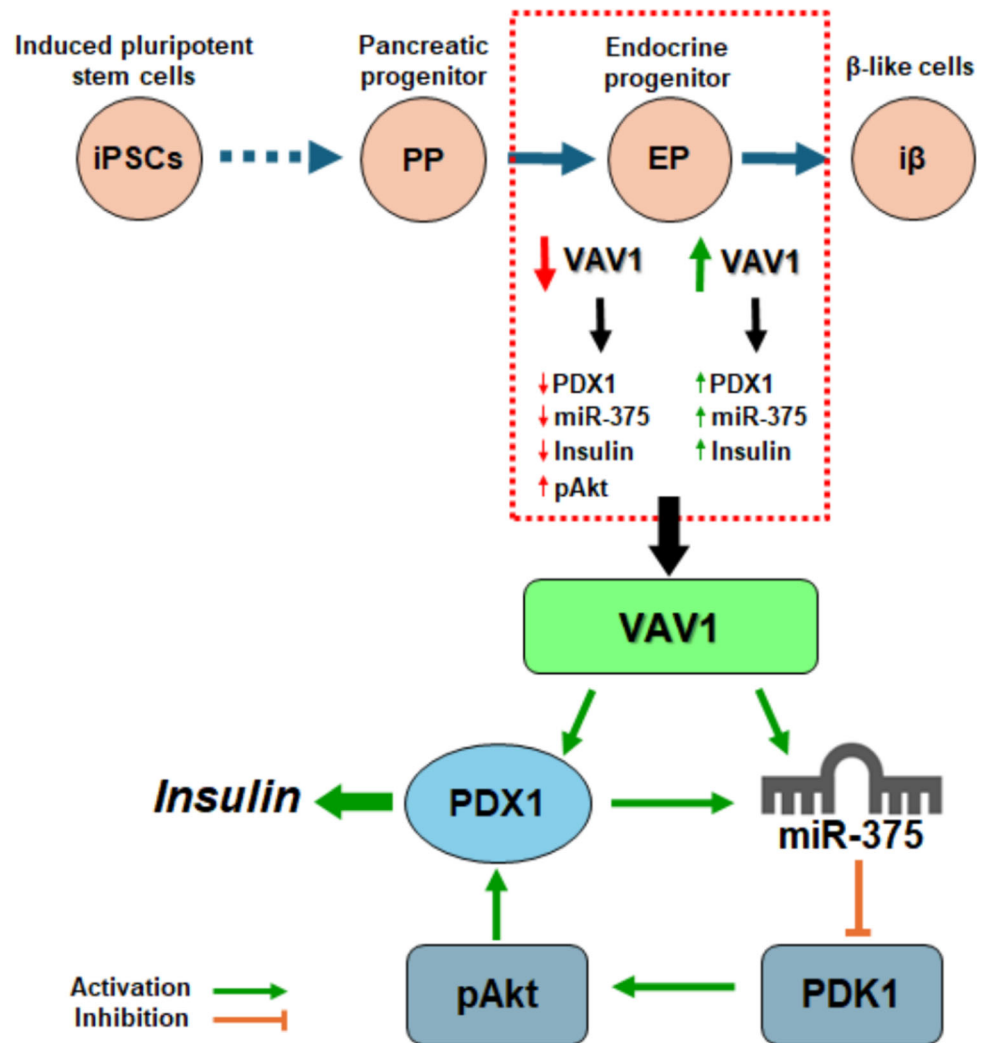 Induced pluripotent
stem cells
Pancreatic
progenitor
Endocrine
progenitor
β-like cells
iPSCs
PP
EP
iβ
VAV1
VAV1
PDX1
miR-375
Insulin
pAkt
PDX1
miR-375
Insulin
VAV1
Insulin
PDX1
miR-375
pAkt
PDK1
Activation
Inhibition